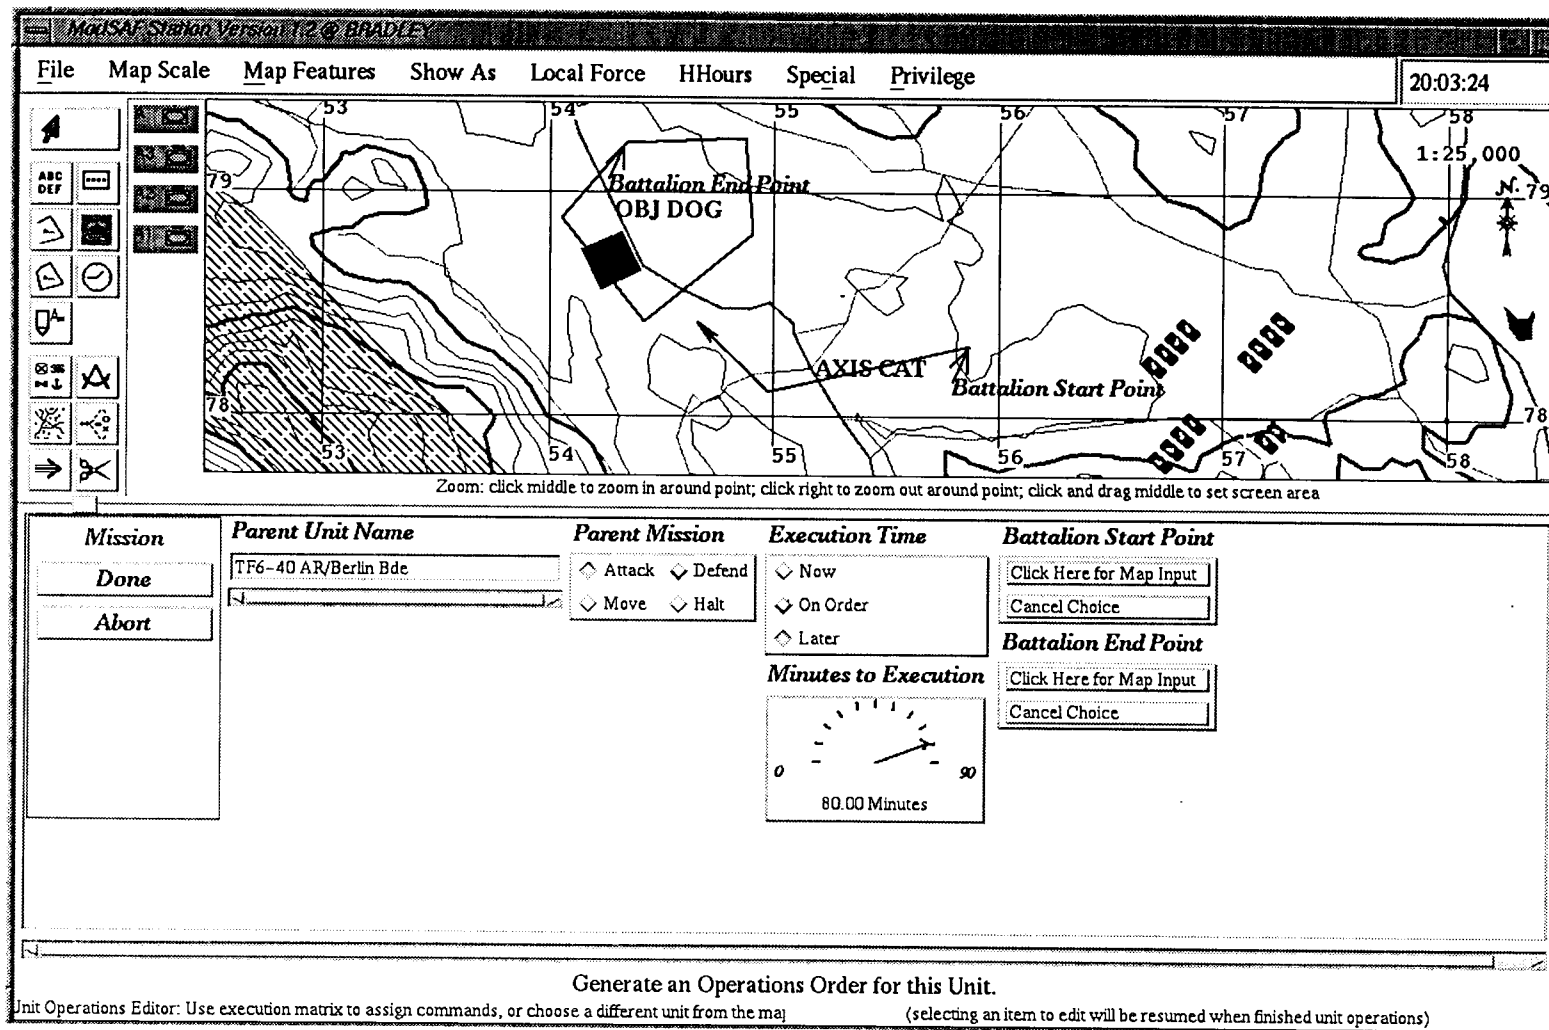 ModSAF Station Version 1.2 @ BRADLEY
File Map Scale Map Features Show As Local Force HHours Special Privilege
20:03:24
53 54 55 56 57 58
1:25,000
ABC
DEF
79 79
N
Battalion End Point
OBJ DOG
A
AXIS CAT
Battalion Start Point
78 78
53 54 55 56 57 58
Zoom: click middle to zoom in around point; click right to zoom out around point; click and drag middle to set screen area
Mission
Done
Abort
Parent Unit Name
TF6-40 AR/Berlin Bde
Parent Mission
Attack Defend
Move Halt
Execution Time
Now
On Order
Later
Minutes to Execution
0 90
80.00 Minutes
Battalion Start Point
Click Here for Map Input
Cancel Choice
Battalion End Point
Click Here for Map Input
Cancel Choice
Generate an Operations Order for this Unit.
Unit Operations Editor: Use execution matrix to assign commands, or choose a different unit from the map (selecting an item to edit will be resumed when finished unit operations)